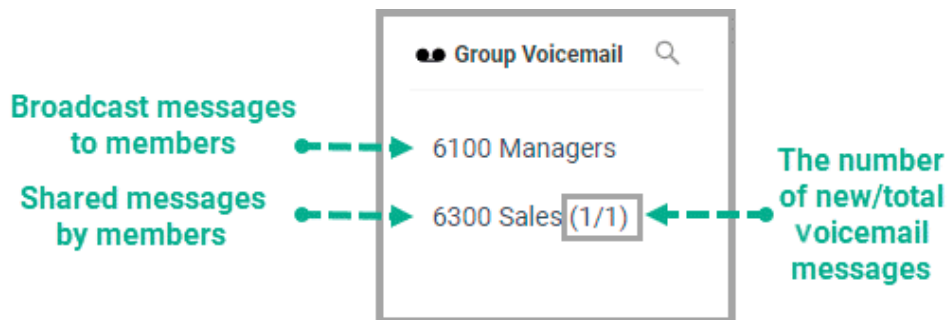 Group Voicemail
Broadcast messages
to members
6100 Managers
Shared messages
by members
6300 Sales (1/1)
The number
of new/total
voicemail
messages